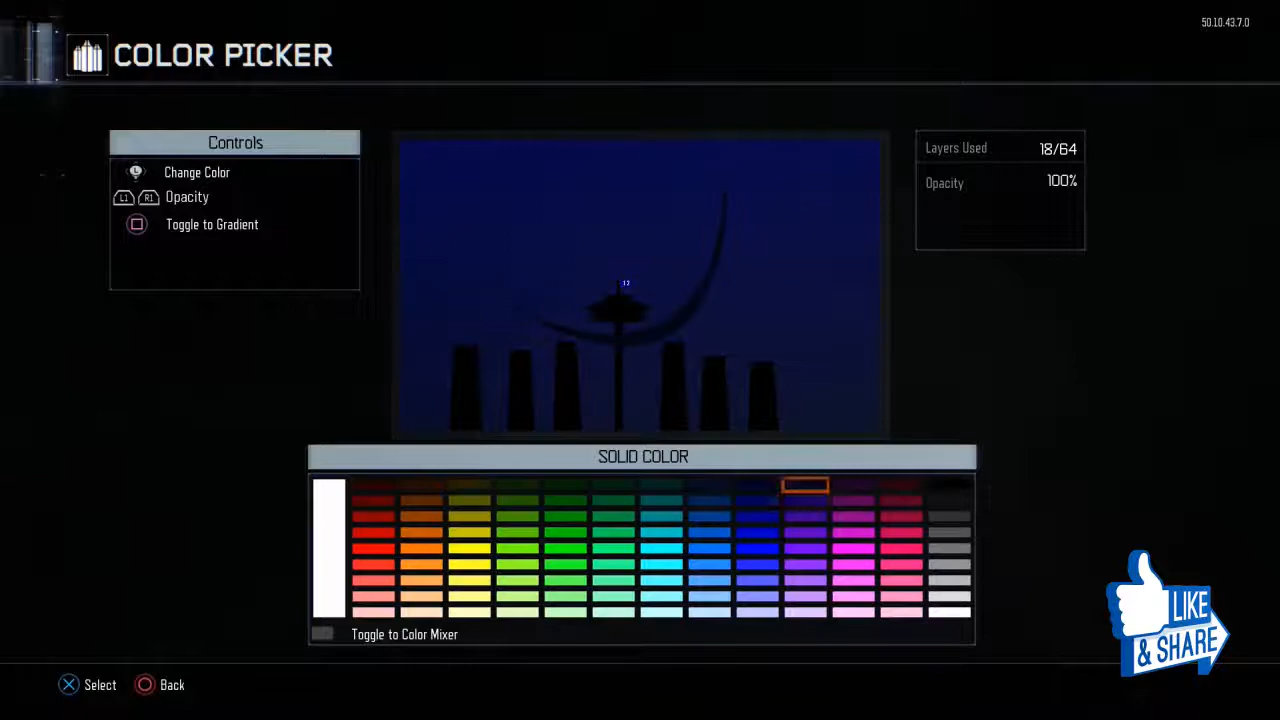 50.10.43.7.0
COLOR PICKER
Controls
L Change Color
L1 R1 Opacity
Toggle to Gradient
Layers Used 18/64
Opacity 100%
12
SOLID COLOR
Toggle to Color Mixer
LIKE
& SHARE
Select Back